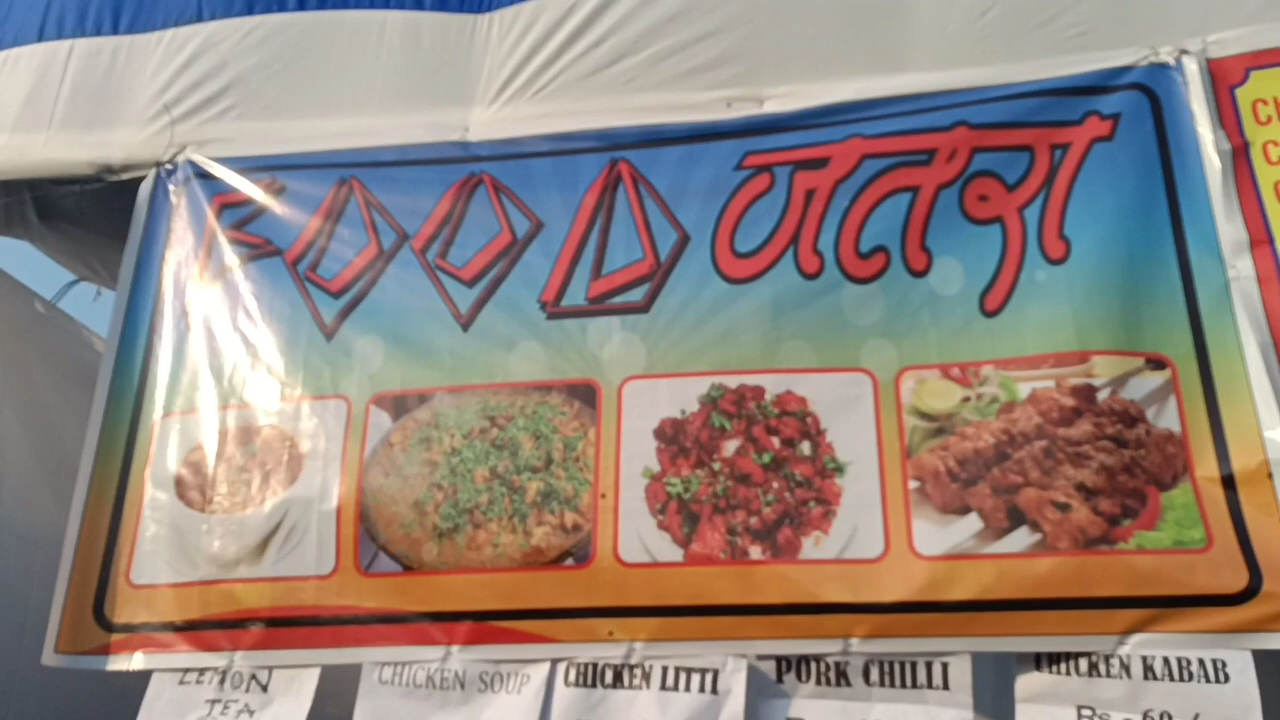 FOOD जतरा
LEMON
TEA
CHICKEN SOUP
CHICKEN LITTI
PORK CHILLI
CHICKEN KABAB
Rs - 60/